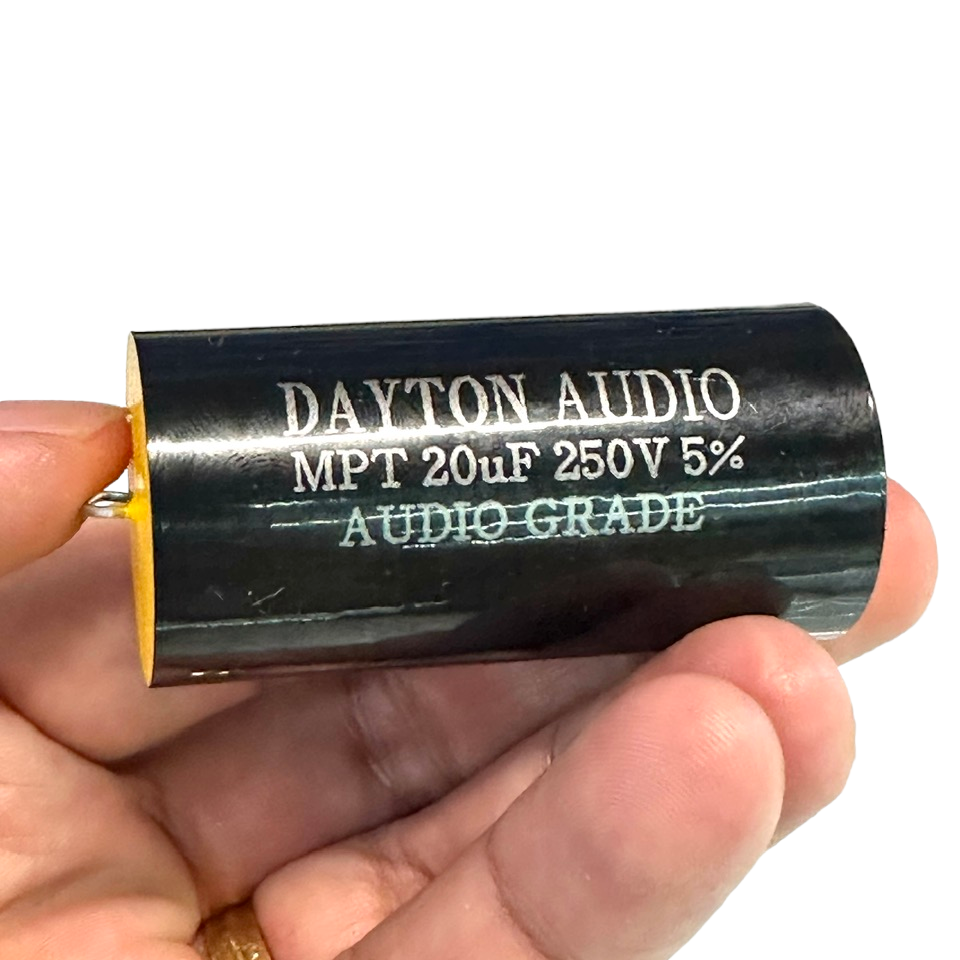 DAYTON AUDIO
MPT 20uF 250V 5%
AUDIO GRADE